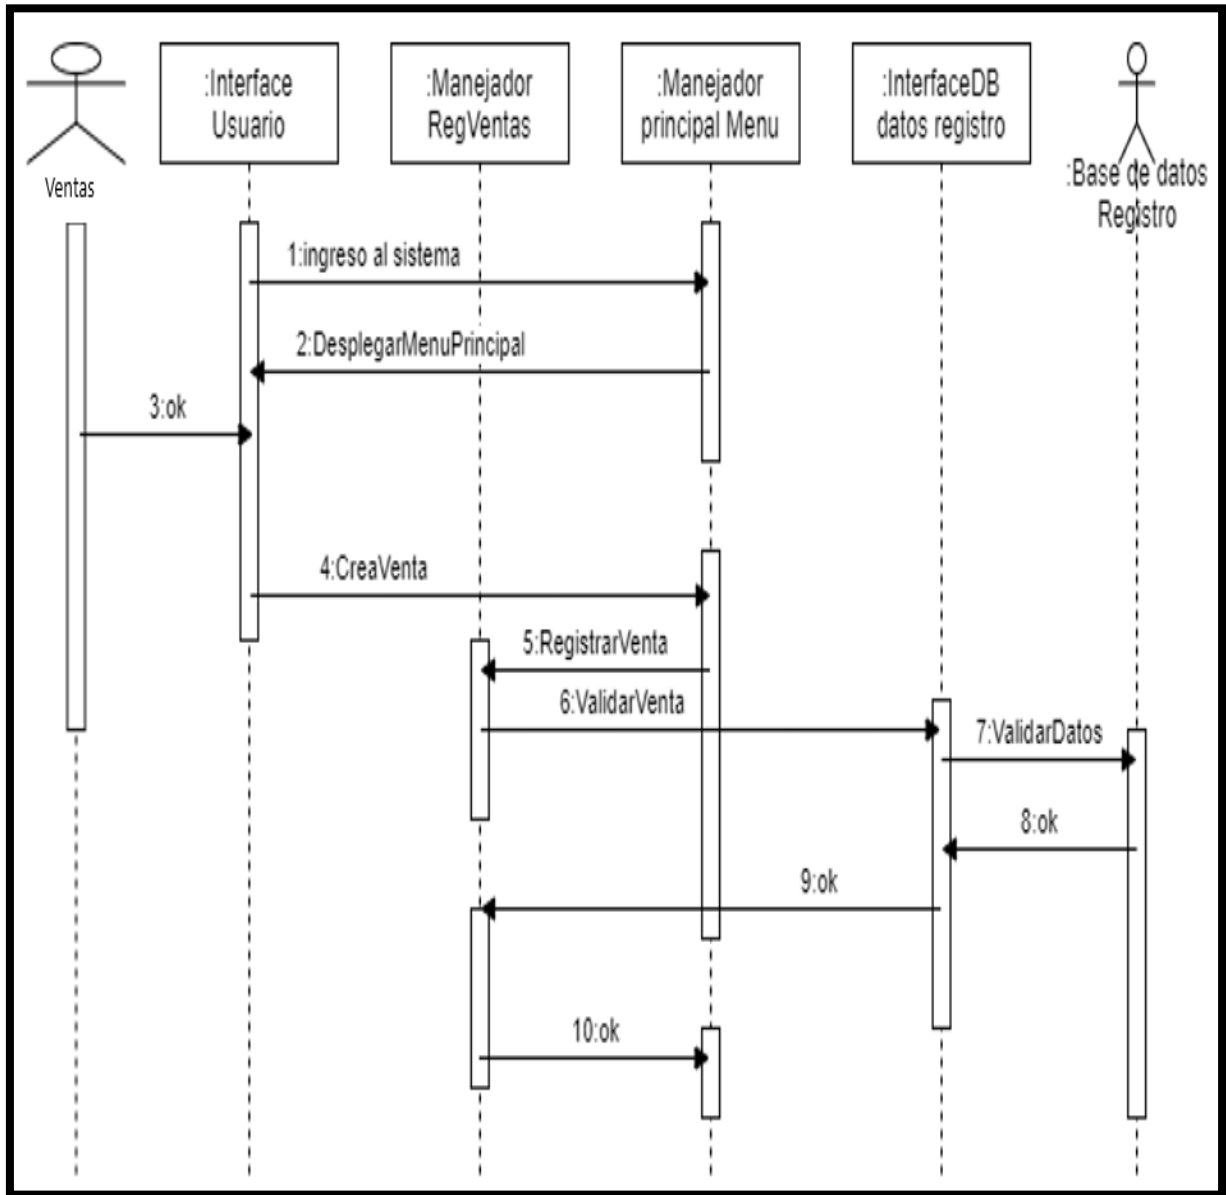 :Interface
Usuario
:Manejador
RegVentas
:Manejador
principal Menu
:InterfaceDB
datos registro
Ventas
:Base de datos
Registro
1:ingreso al sistema
2:DesplegarMenuPrincipal
3:ok
4:CreaVenta
5:RegistrarVenta
6:ValidarVenta
7:ValidarDatos
8:ok
9:ok
10:ok